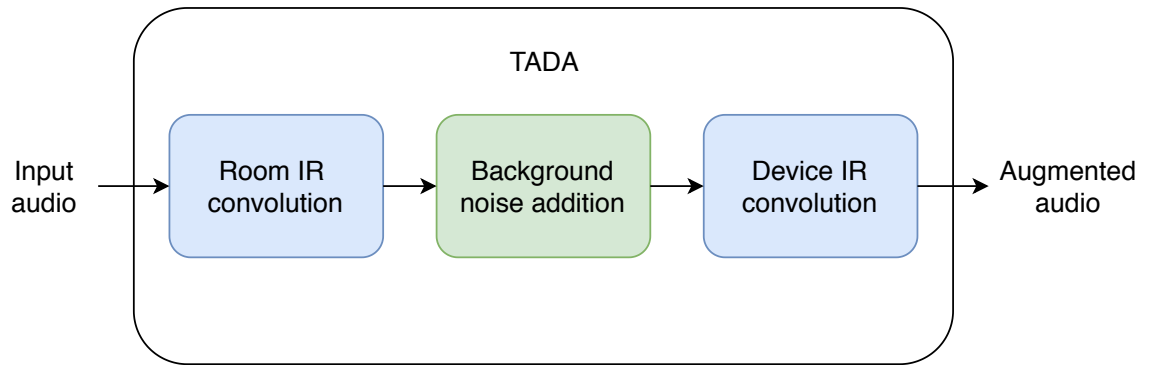 TADA
Input
audio
Room IR
convolution
Background
noise addition
Device IR
convolution
Augmented
audio